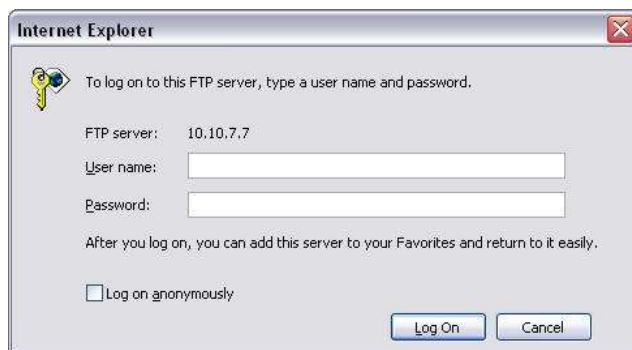 Internet Explorer
To log on to this FTP server, type a user name and password.
FTP server: 10.10.7.7
User name:
Password:
After you log on, you can add this server to your Favorites and return to it easily.
Log on anonymously
Log On Cancel